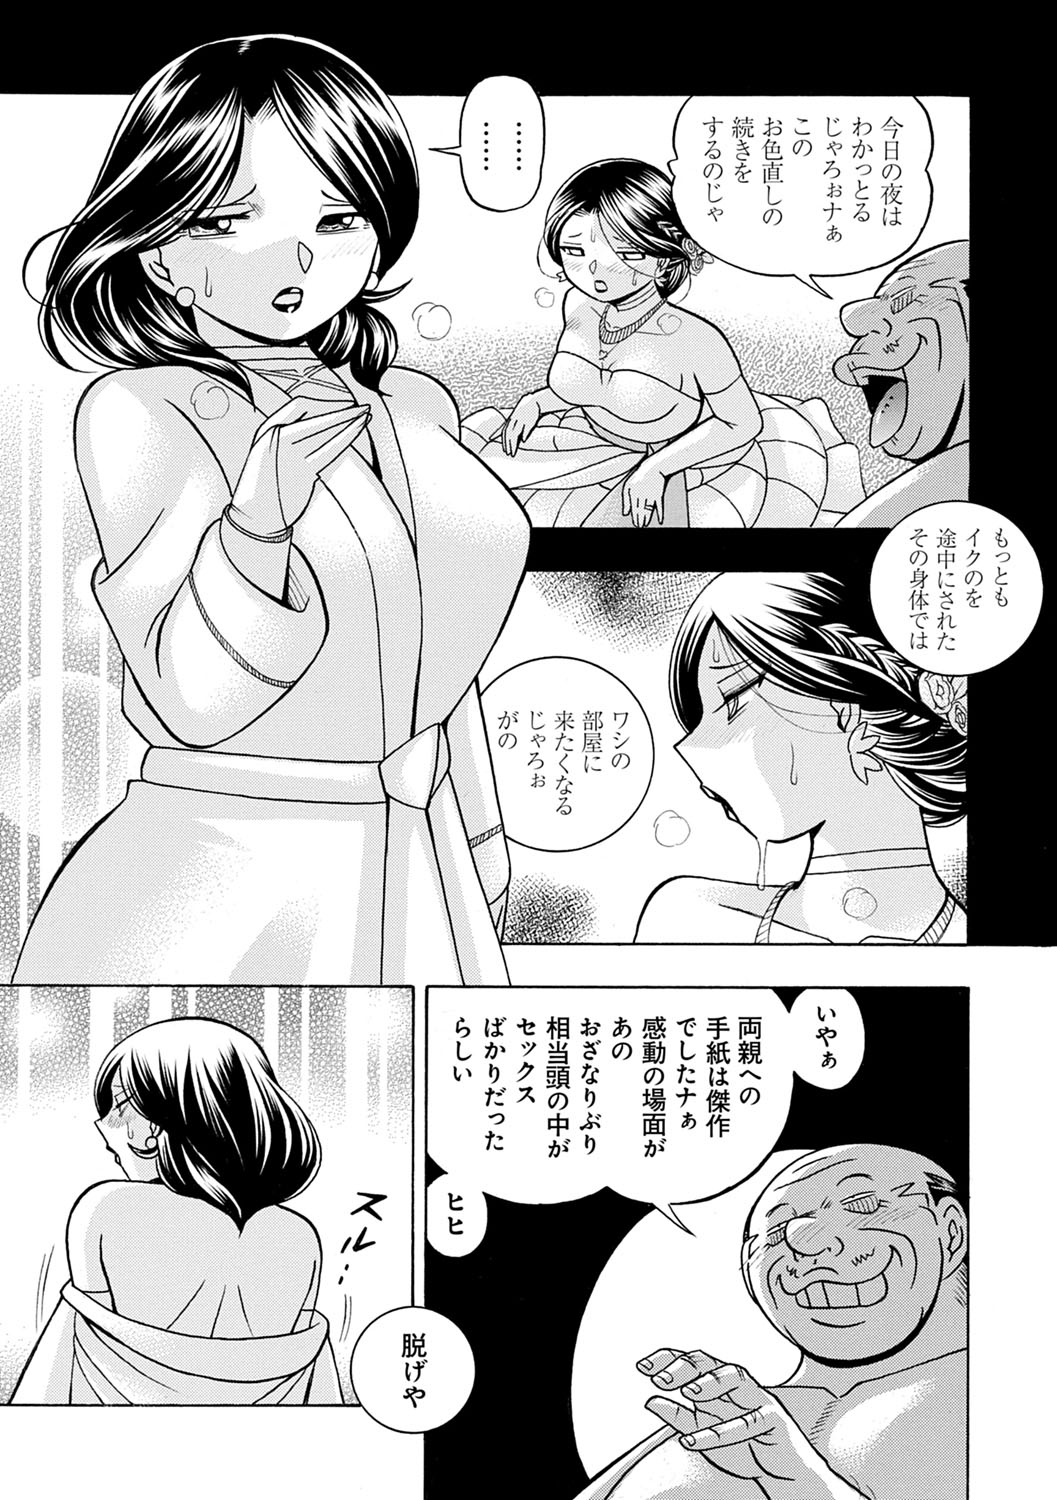 今日の夜は
わかっとる
じゃろぉナぁ
この
お色直しの
続きを
するのじゃ
……
……
もっとも
イクのを
途中にされた
その身体では
ワシの
部屋に
来たくなる
じゃろぉ
がの
いやぁ
両親への
手紙は傑作
でしたナぁ
感動の場面が
あの
おざなりぶり
相当頭の中が
セックス
ばかりだった
らしい
ヒヒ
スル…
脱げや